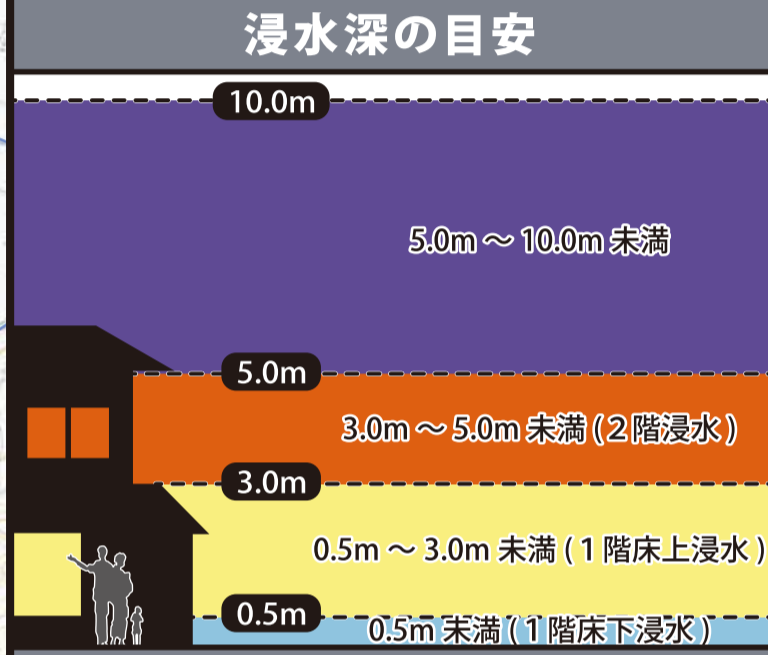 浸水深の目安
10.0m
5.0m ～ 10.0m 未満
5.0m
3.0m ～ 5.0m 未満 ( 2階浸水 )
3.0m
0.5m ～ 3.0m 未満 ( 1 階床上浸水 )
0.5m
0.5m 未満 ( 1 階床下浸水 )